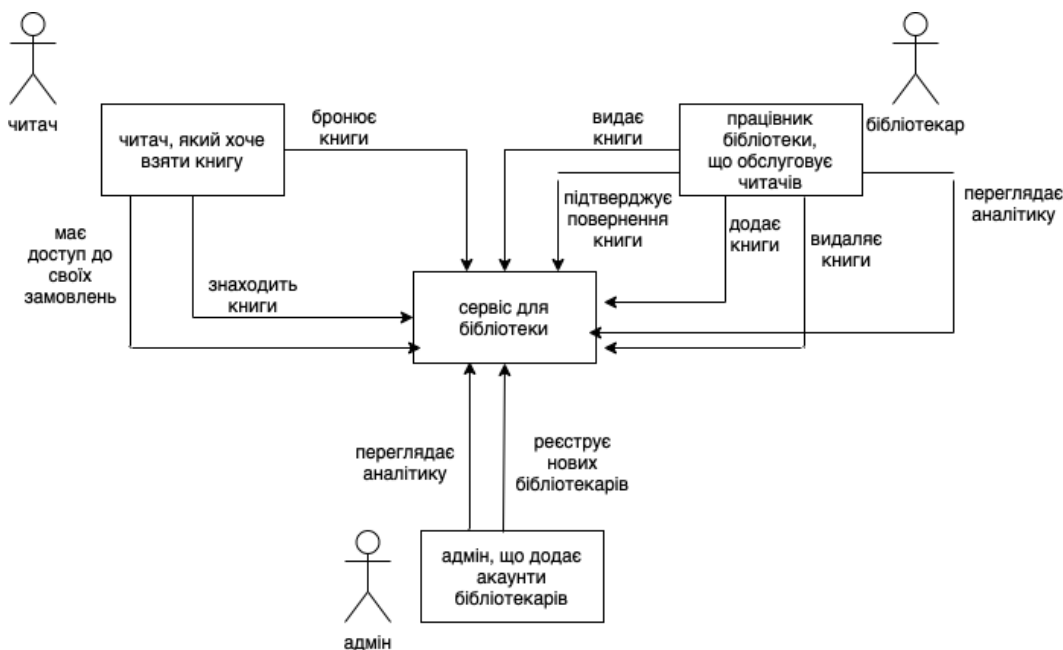 читач
читач, який хоче
взяти книгу
бронює
книги
має
доступ до
своїх
замовлень
знаходить
книги
видає
книги
працівник
бібліотеки,
що обслуговує
читачів
бібліотекар
підтверджує
повернення
книги
додає
книги
видаляє
книги
переглядає
аналітику
сервіс для
бібліотеки
переглядає
аналітику
реєструє
нових
бібліотекарів
адмін, що додає
акаунти
бібліотекарів
адмін